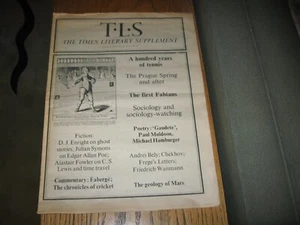 T·L·S
THE TIMES LITERARY SUPPLEMENT
A hundred years
of tennis
The Prague Spring
and after
The first Fabians
Sociology and
sociology-watching
Fiction:
D. J. Enright on ghost
stories; Julian Symons
on Edgar Allan Poe;
Alastair Fowler on C. S.
Lewis and time travel
Poetry: 'Gaudete',
Paul Muldoon,
Michael Hamburger
Andrei Bely; Chekhov;
Frege's Letters;
Friedrich Waismann
Commentary: Fabergé;
The chronicles of cricket
The geology of Mars